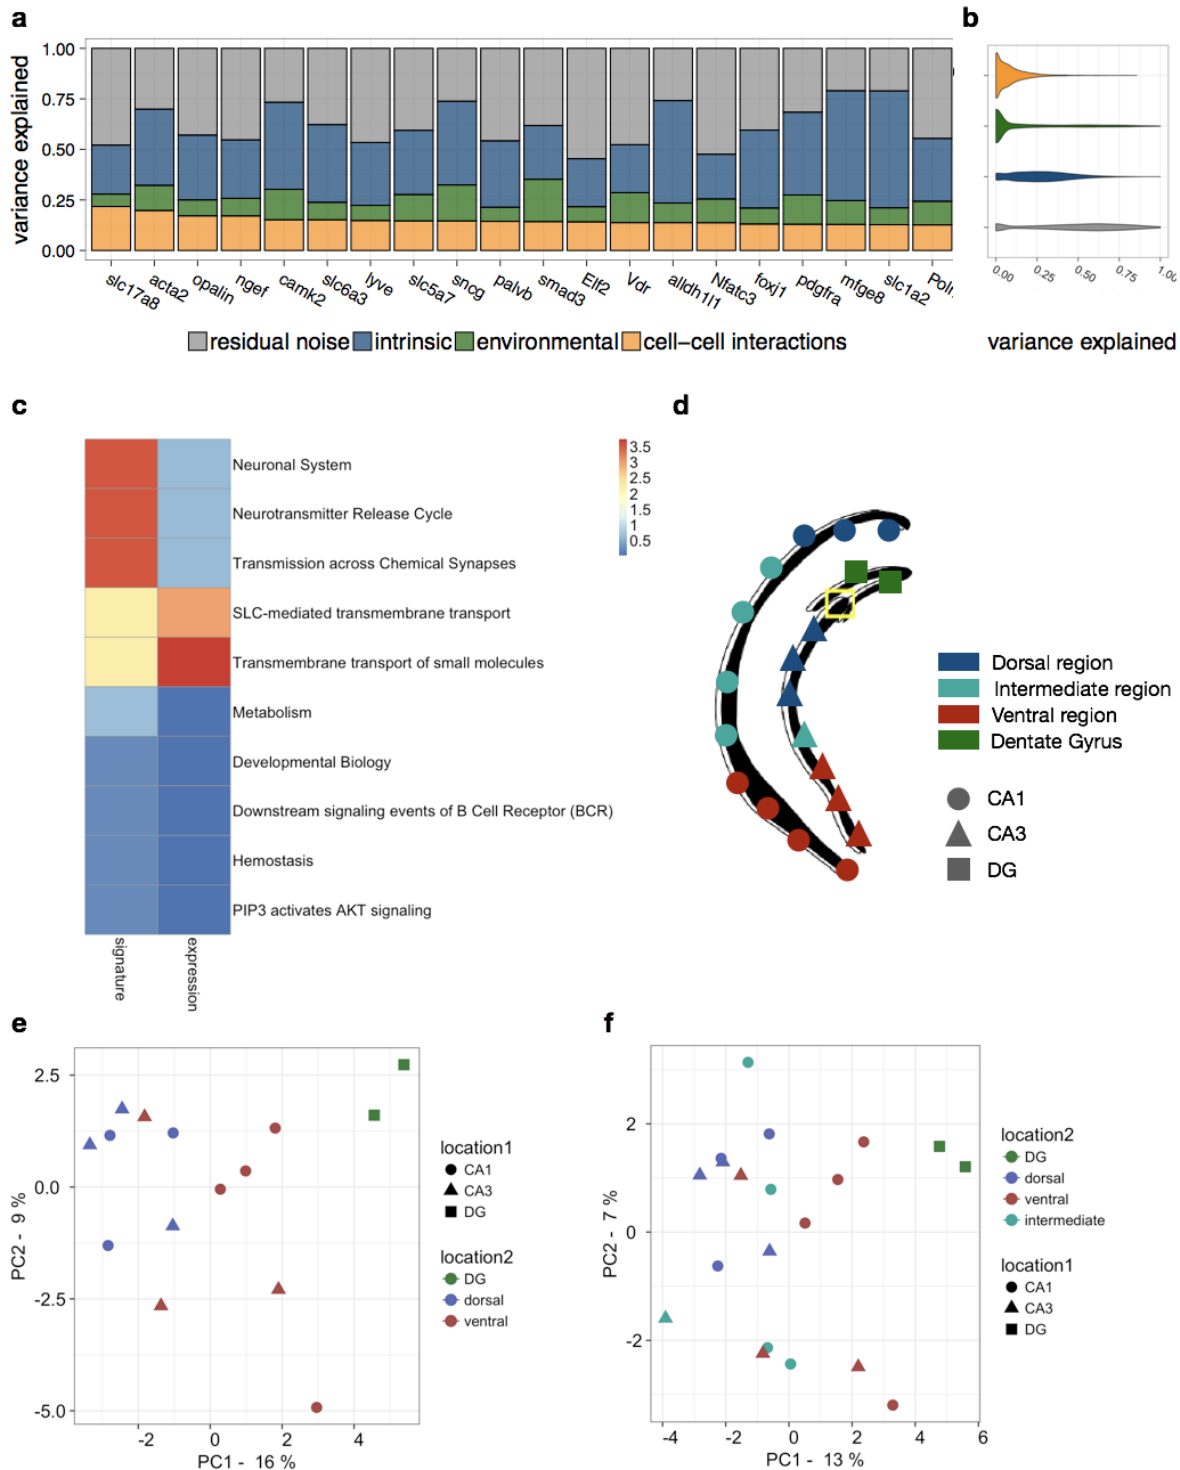 a
b
1.00
0.75
0.50
0.25
0.00
variance explained
slc17a8
acta2
opalin
ngef
camk2
slc6a3
lyve
slc5a7
sncg
palvb
smad3
Elf2
Vdr
alldh1l1
Nfatc3
foxj1
pdgfra
mfge8
slc1a2
residual noise intrinsic environmental cell-cell interactions
0.00 0.25 0.50 0.75 1.00
variance explained
c
d
Neuronal System
Neurotransmitter Release Cycle
Transmission across Chemical Synapses
SLC-mediated transmembrane transport
Transmembrane transport of small molecules
Metabolism
Developmental Biology
Downstream signaling events of B Cell Receptor (BCR)
Hemostasis
PIP3 activates AKT signaling
signature
expression
3.5
3
2.5
2
1.5
1
0.5
Dorsal region
Intermediate region
Ventral region
Dentate Gyrus
CA1
CA3
DG
e
f
2.5
0.0
-2.5
-5.0
PC2 - 9 %
-2 0 2 4
PC1 - 16 %
location1
CA1
CA3
DG
location2
DG
dorsal
ventral
2
0
-2
PC2 - 7 %
-4 -2 0 2 4 6
PC1 - 13 %
location2
DG
dorsal
ventral
intermediate
location1
CA1
CA3
DG